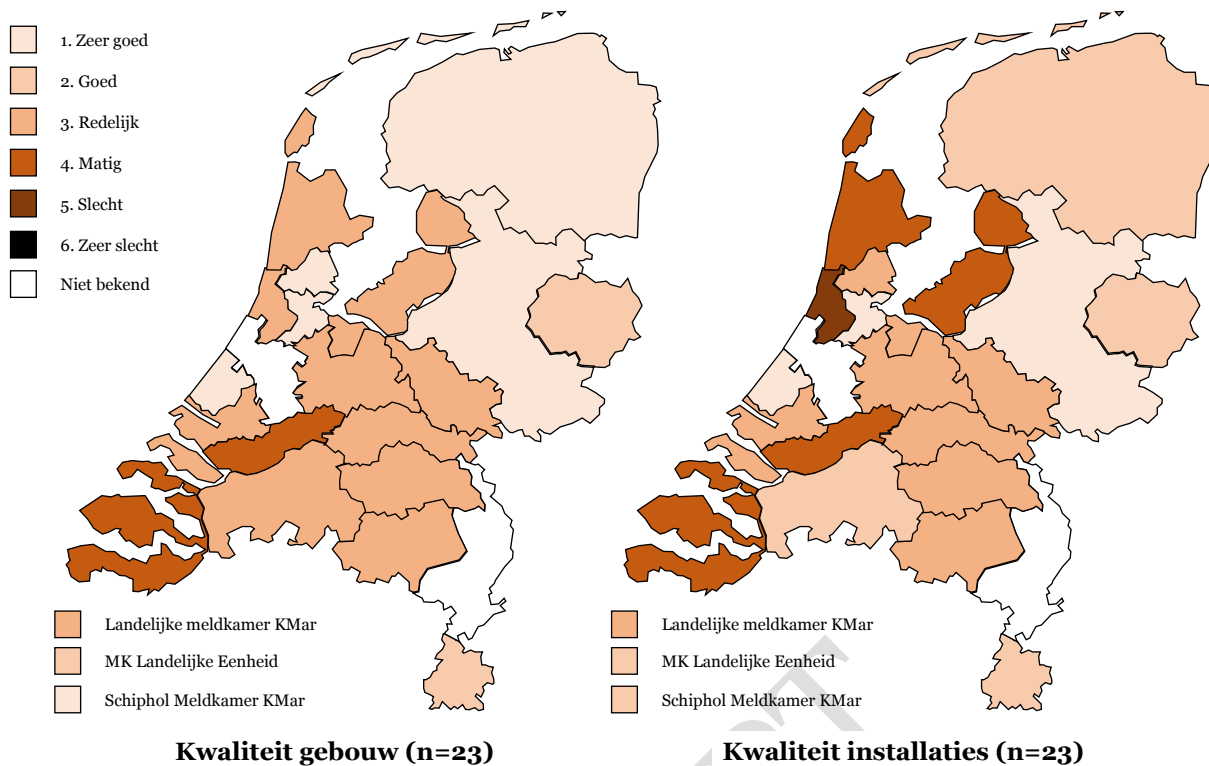 1. Zeer goed
2. Goed
3. Redelijk
4. Matig
5. Slecht
6. Zeer slecht
Niet bekend
Landelijke meldkamer KMar
MK Landelijke Eenheid
Schiphol Meldkamer KMar
Kwaliteit gebouw (n=23)
Landelijke meldkamer KMar
MK Landelijke Eenheid
Schiphol Meldkamer KMar
Kwaliteit installaties (n=23)